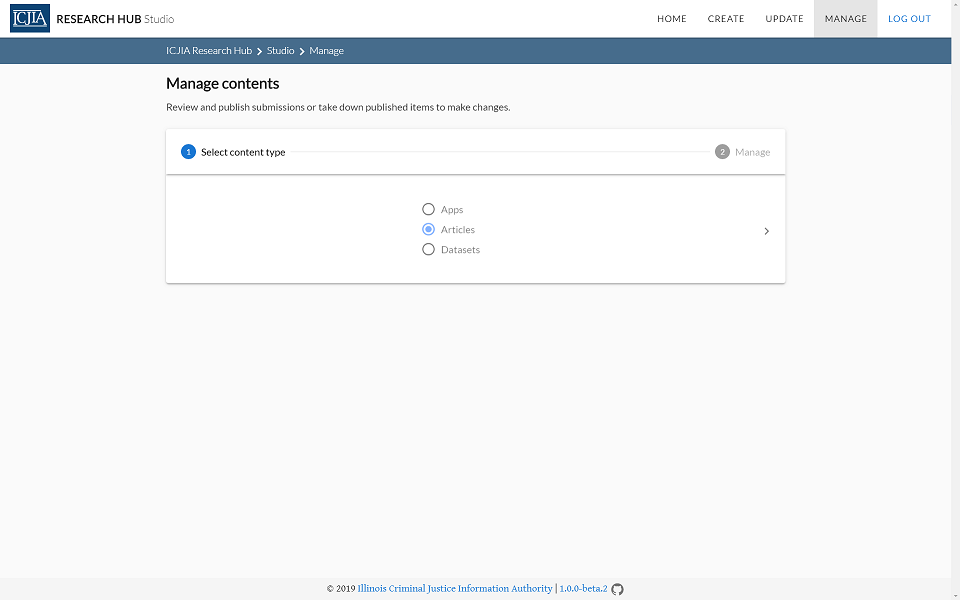 ICJIA RESEARCH HUB Studio HOME CREATE UPDATE MANAGE LOG OUT
ICJIA Research Hub Studio Manage
Manage contents
Review and publish submissions or take down published items to make changes.
1 Select content type 2 Manage
Apps
Articles
Datasets
© 2019 Illinois Criminal Justice Information Authority | 1.0.0-beta.2